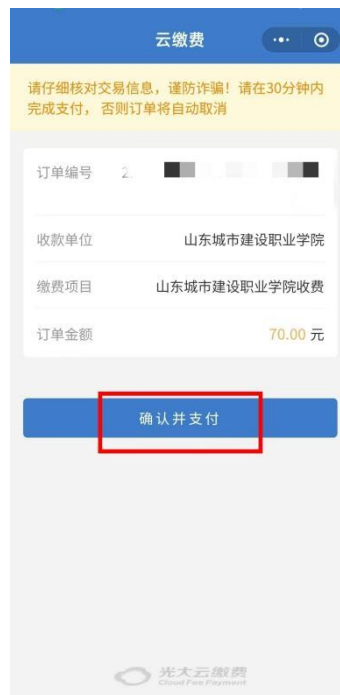 云缴费
请仔细核对交易信息，谨防诈骗！请在30分钟内
完成支付，否则订单将自动取消
订单编号 2
收款单位 山东城市建设职业学院
缴费项目 山东城市建设职业学院收费
订单金额 70.00 元
确认并支付
光大云缴费
Cloud Fee Payment